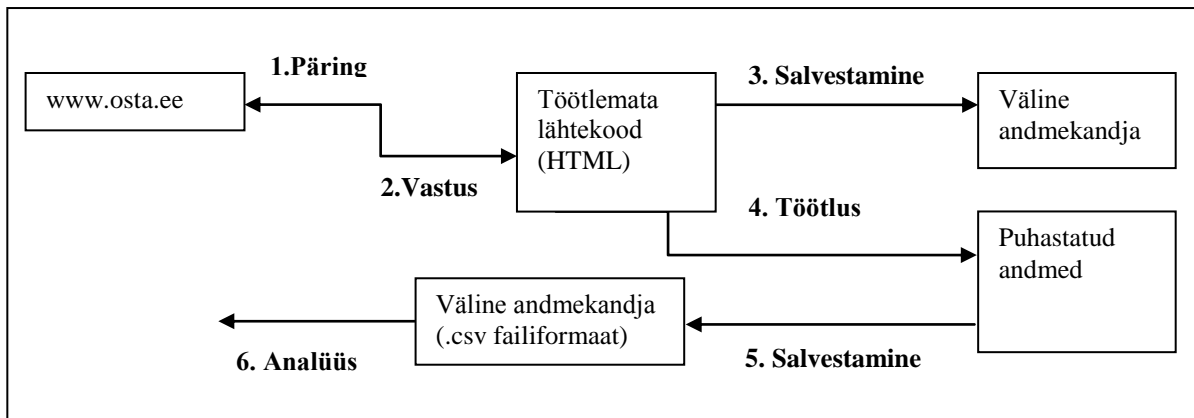 1.Päring
www.osta.ee
2.Vastus
Töötlemata
lähtekood
(HTML)
3. Salvestamine
Väline
andmekandja
4. Töötlus
Puhastatud
andmed
5. Salvestamine
Väline andmekandja
(.csv failiformaat)
6. Analüüs